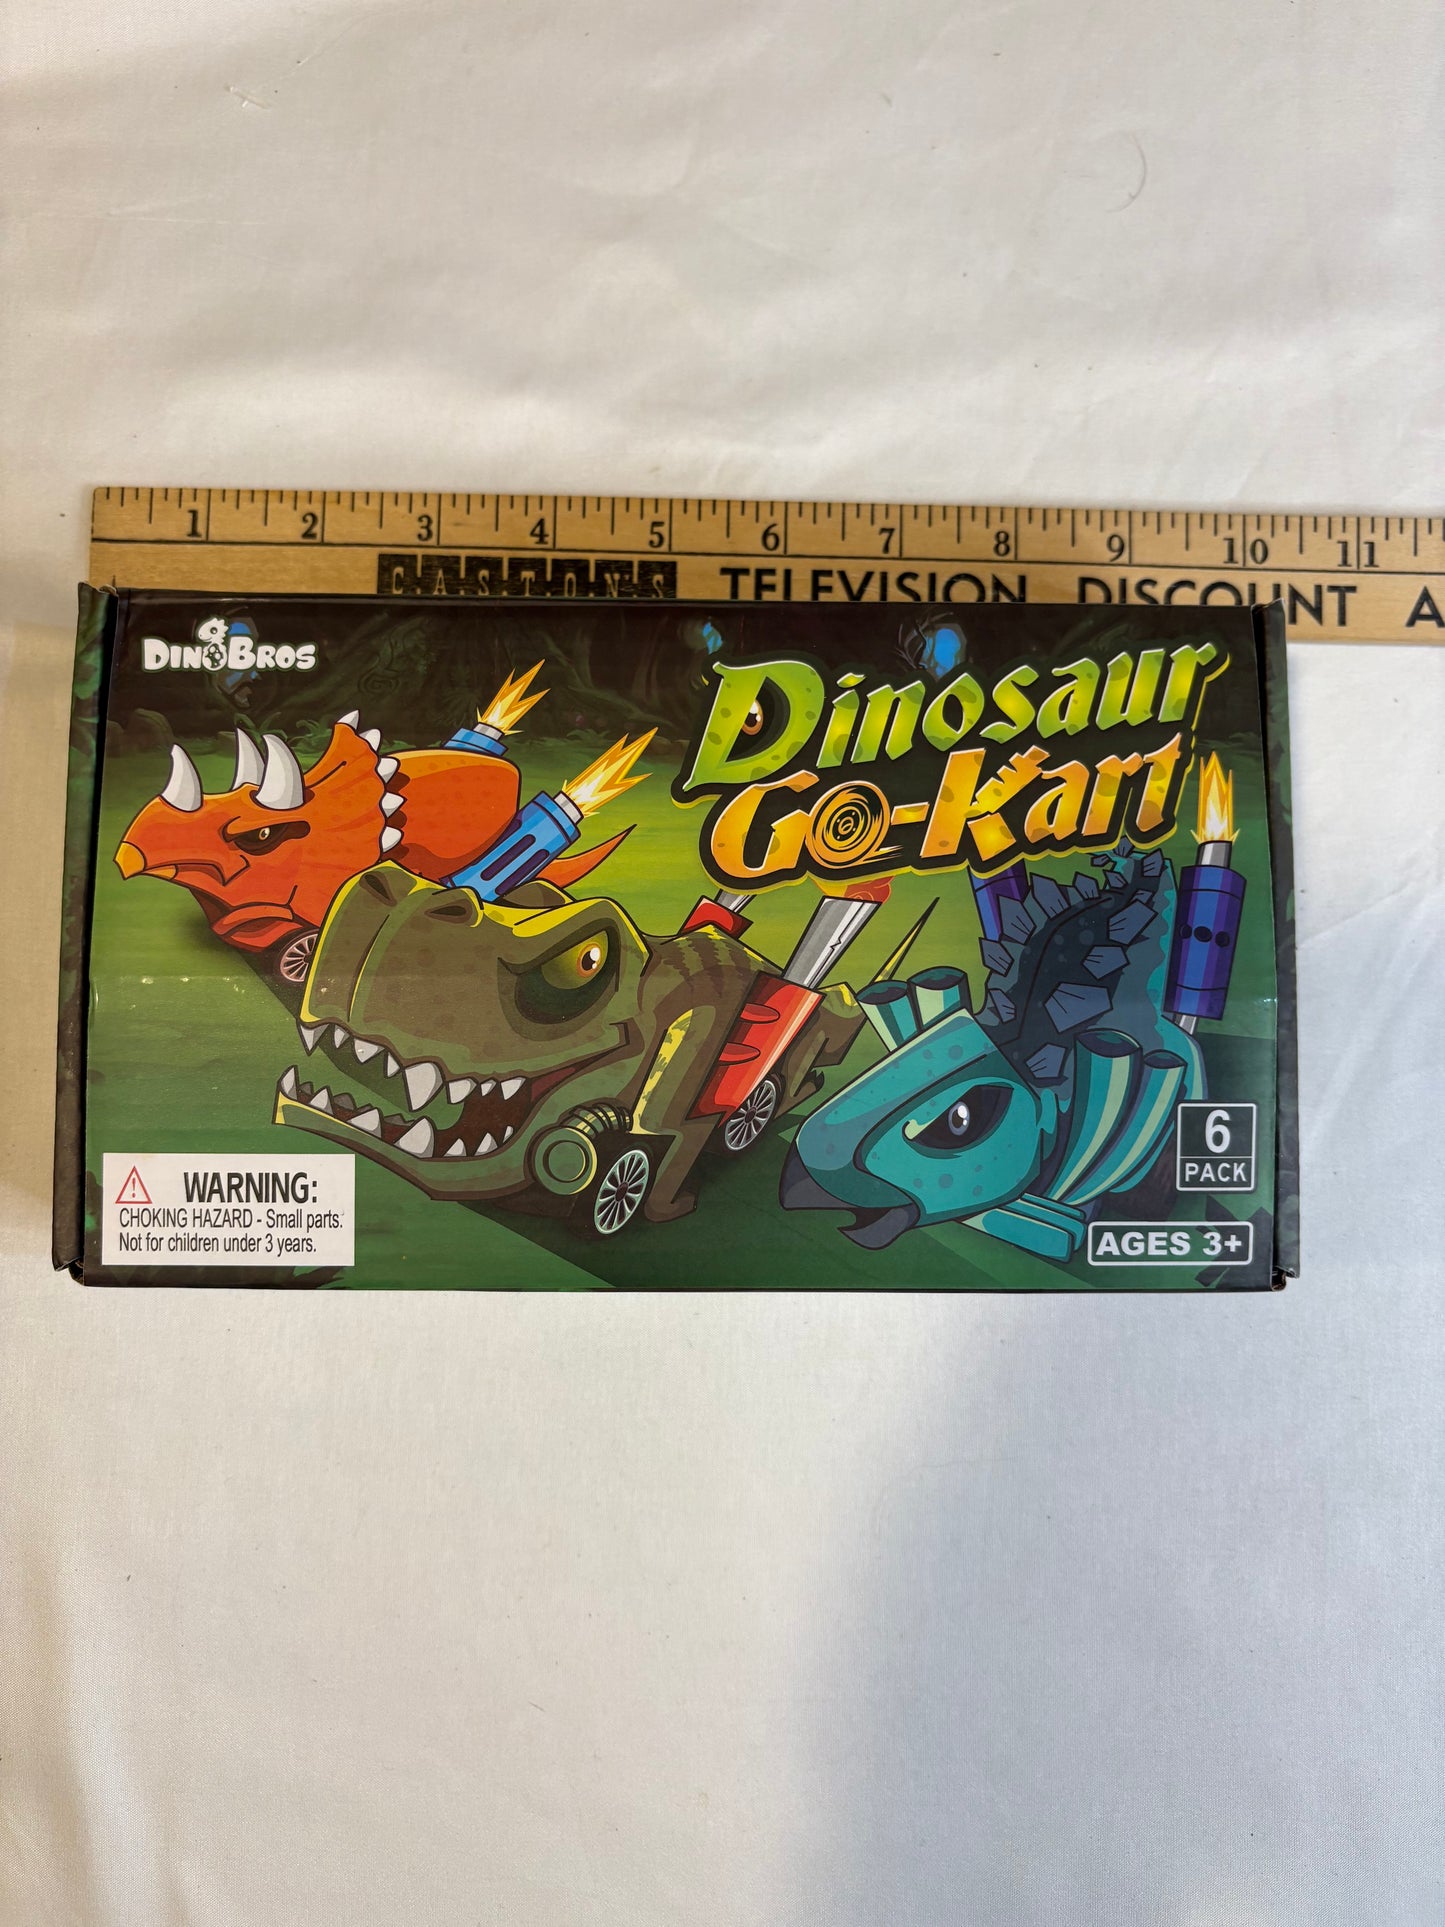 1 2 3 4 5 6 7 8 9 10 11
CASTON'S TELEVISION DISCOUNT A
DINOBROS
Dinosaur
Go-Kart
6
PACK
WARNING:
CHOKING HAZARD - Small parts.
Not for children under 3 years.
AGES 3+